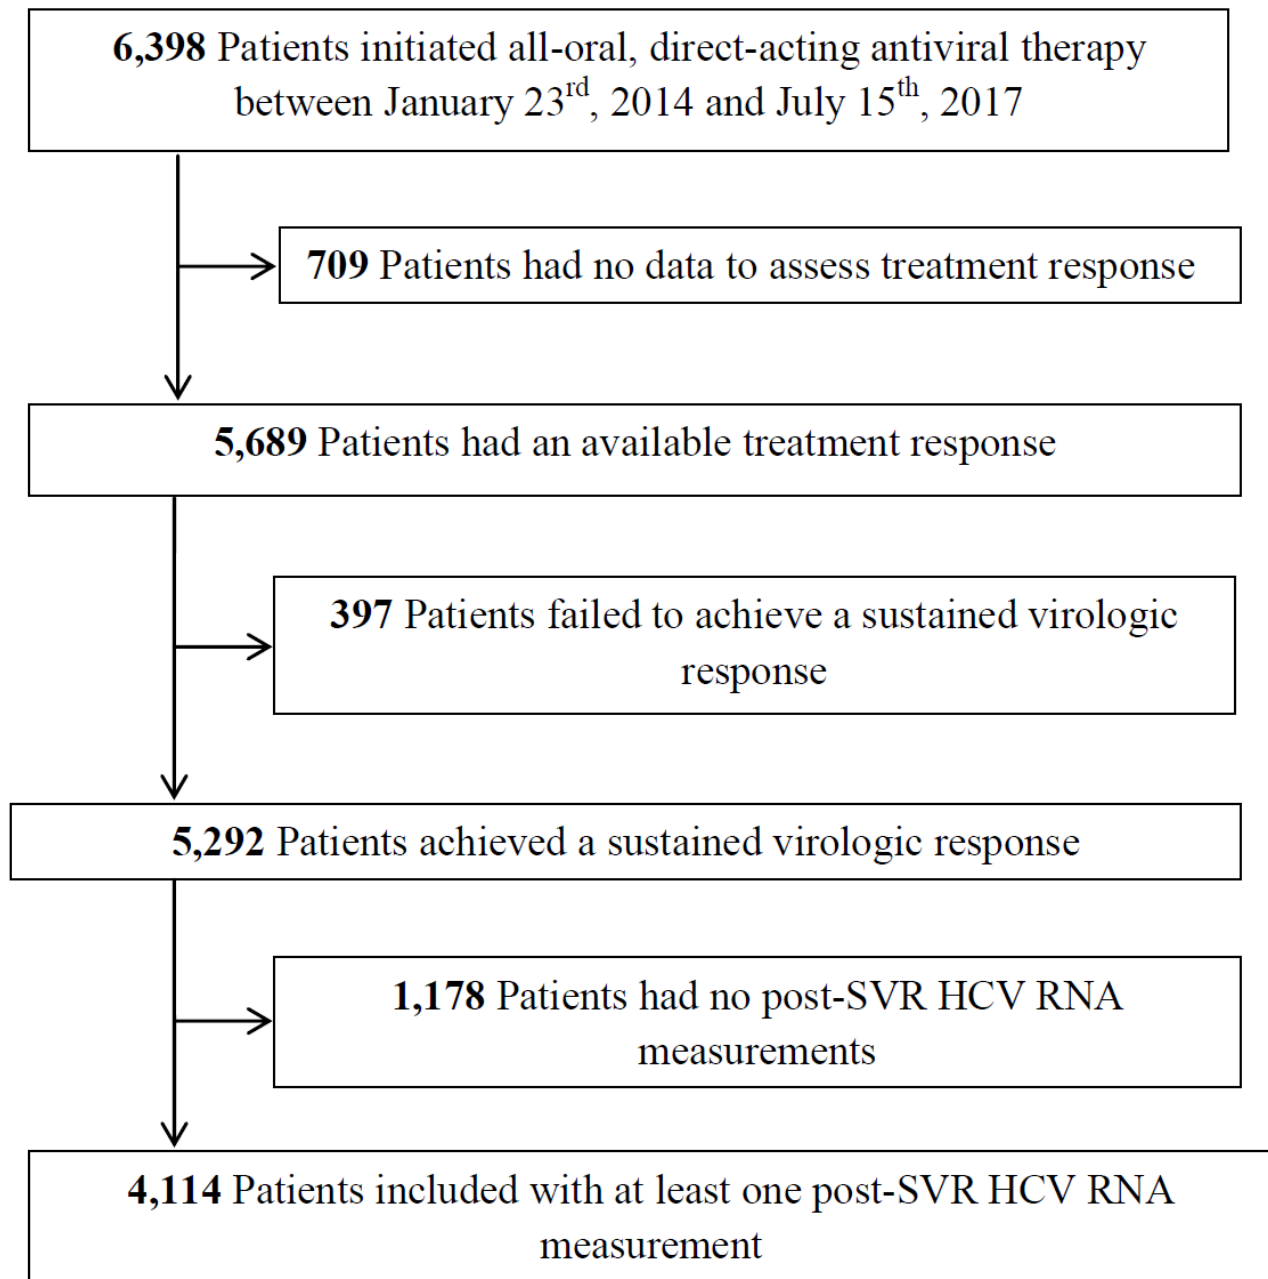 6,398 Patients initiated all-oral, direct-acting antiviral therapy
between January 23rd, 2014 and July 15th, 2017
709 Patients had no data to assess treatment response
5,689 Patients had an available treatment response
397 Patients failed to achieve a sustained virologic
response
5,292 Patients achieved a sustained virologic response
1,178 Patients had no post-SVR HCV RNA
measurements
4,114 Patients included with at least one post-SVR HCV RNA
measurement